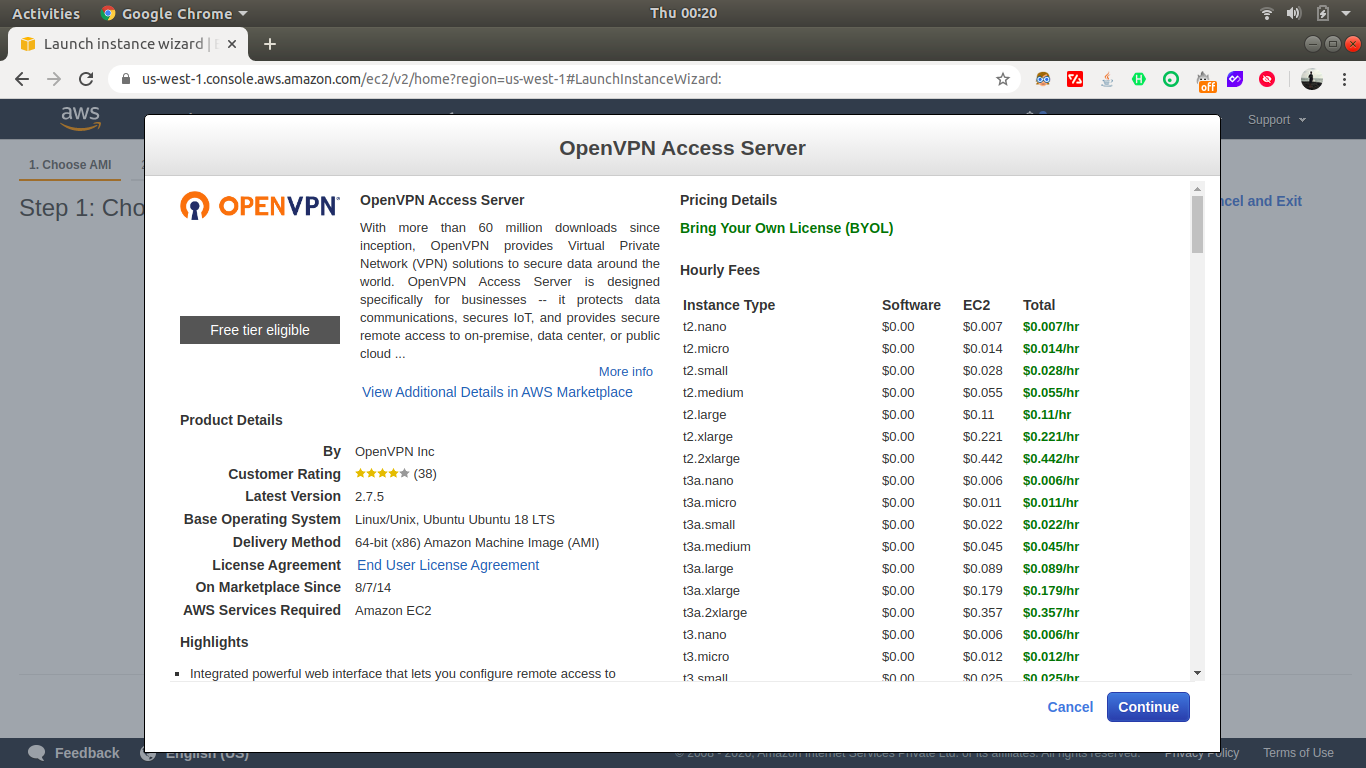 Activities Google Chrome Thu 00:20
Launch instance wizard |
us-west-1.console.aws.amazon.com/ec2/v2/home?region=us-west-1#LaunchInstanceWizard:
off
aws Support
1. Choose AMI 2
Step 1: Cho
ncel and Exit
OpenVPN Access Server
OPENVPN
Free tier eligible
OpenVPN Access Server
With more than 60 million downloads since
inception, OpenVPN provides Virtual Private
Network (VPN) solutions to secure data around the
world. OpenVPN Access Server is designed
specifically for businesses -- it protects data
communications, secures IoT, and provides secure
remote access to on-premise, data center, or public
cloud ...
More info
View Additional Details in AWS Marketplace
Product Details
By OpenVPN Inc
Customer Rating (38)
Latest Version 2.7.5
Base Operating System Linux/Unix, Ubuntu Ubuntu 18 LTS
Delivery Method 64-bit (x86) Amazon Machine Image (AMI)
License Agreement End User License Agreement
On Marketplace Since 8/7/14
AWS Services Required Amazon EC2
Highlights
Integrated powerful web interface that lets you configure remote access to
Pricing Details
Bring Your Own License (BYOL)
Hourly Fees
Instance Type Software EC2 Total
t2.nano $0.00 $0.007 $0.007/hr
t2.micro $0.00 $0.014 $0.014/hr
t2.small $0.00 $0.028 $0.028/hr
t2.medium $0.00 $0.055 $0.055/hr
t2.large $0.00 $0.11 $0.11/hr
t2.xlarge $0.00 $0.221 $0.221/hr
t2.2xlarge $0.00 $0.442 $0.442/hr
t3a.nano $0.00 $0.006 $0.006/hr
t3a.micro $0.00 $0.011 $0.011/hr
t3a.small $0.00 $0.022 $0.022/hr
t3a.medium $0.00 $0.045 $0.045/hr
t3a.large $0.00 $0.089 $0.089/hr
t3a.xlarge $0.00 $0.179 $0.179/hr
t3a.2xlarge $0.00 $0.357 $0.357/hr
t3.nano $0.00 $0.006 $0.006/hr
t3.micro $0.00 $0.012 $0.012/hr
t3.small $0.00 $0.025 $0.025/hr
Cancel Continue
Feedback English (US) © 2008 - 2020, Amazon Internet Services Private Ltd. or its affiliates. All rights reserved. Privacy Policy Terms of Use